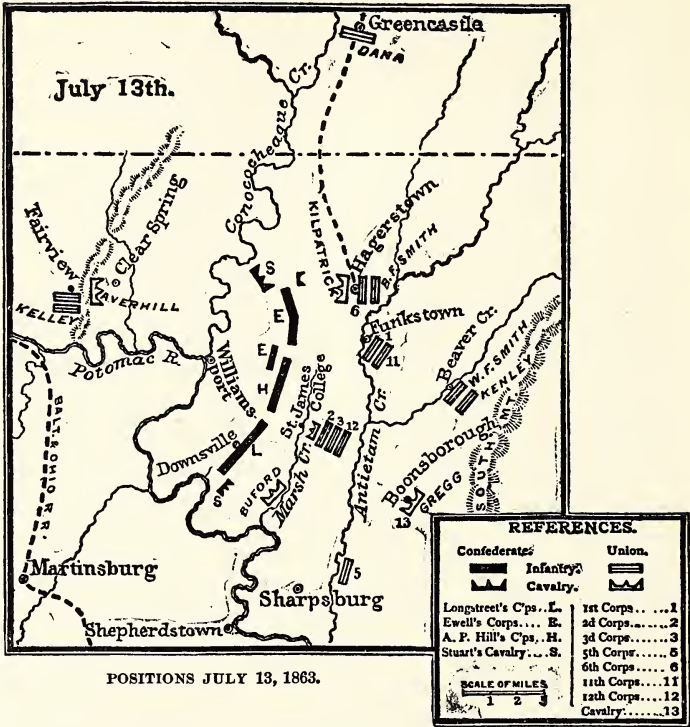 Greencastle
DANA
July 13th.
Conococheague Cr.
Fairview
Clear Spring
KELLEY
AVERHILL
Hagerstown
KILPATRICK
B.F. SMITH
6
S
E
E
H
L
S
Funkstown
1
11
Beaver Cr.
W.F. SMITH
KENLEY
Potomac R.
Williamsport
St. James College
2 3 12
Downsville
BUFORD
Marsh Cr.
Antietam Cr.
Boonsborough
GREGG
13
SOUTH MT.
BALT. & OHIO R.R.
Martinsburg
5
Sharpsburg
Shepherdstown
REFERENCES.
Confederate. Union.
Infantry.
Cavalry.
Longstreet's C'ps..L.
Ewell's Corps.... E.
A. P. Hill's C'ps, H.
Stuart's Cavalry....S.
SCALE OF MILES
1 2 3
1st Corps.....1
2d Corps.....2
3d Corps.....3
5th Corps.....5
6th Corps.....6
11th Corps....11
12th Corps....12
Cavalry......13
POSITIONS JULY 13, 1863.